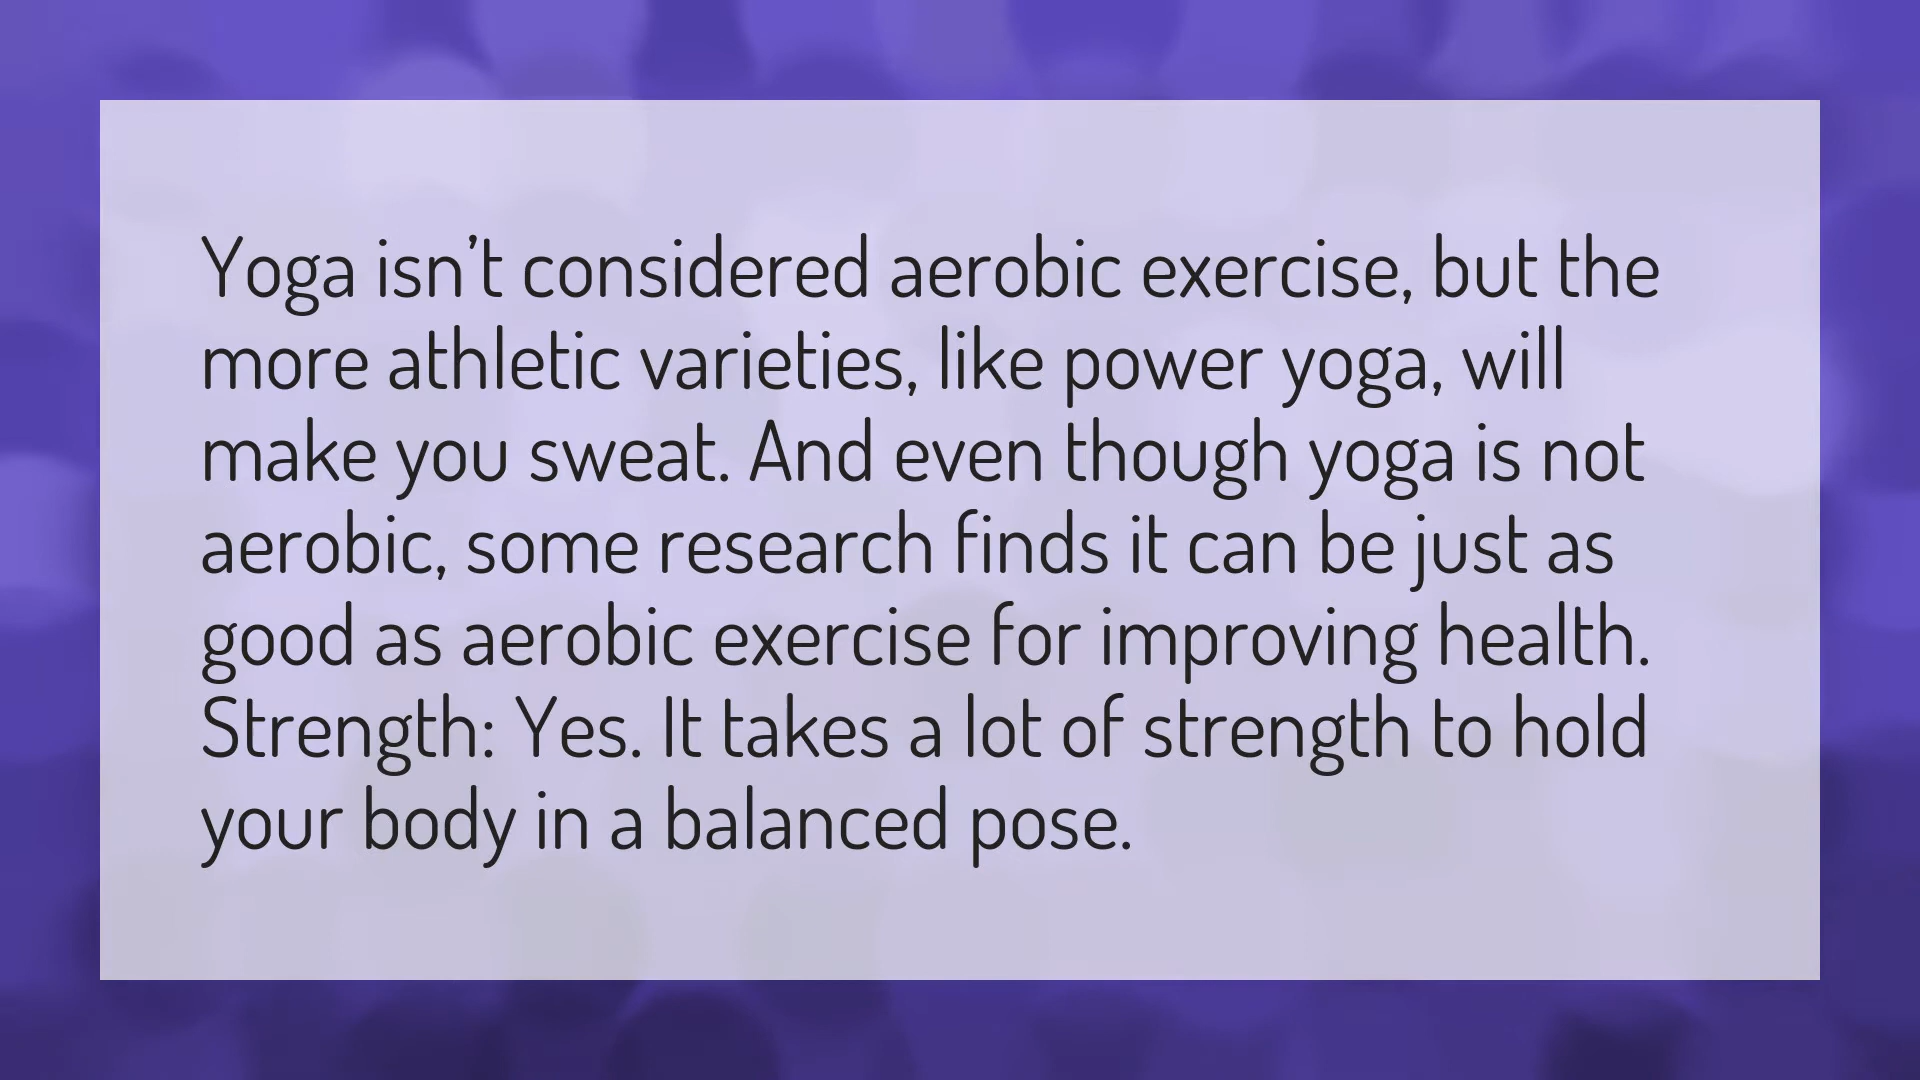 Yoga isn’t considered aerobic exercise, but the
more athletic varieties, like power yoga, will
make you sweat. And even though yoga is not
aerobic, some research finds it can be just as
good as aerobic exercise for improving health.
Strength: Yes. It takes a lot of strength to hold
your body in a balanced pose.